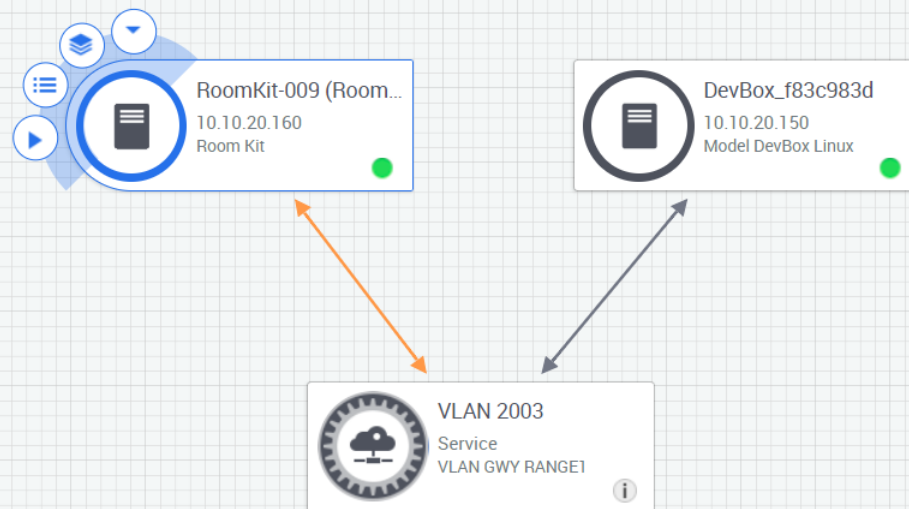 RoomKit-009 (Room...
10.10.20.160
Room Kit
DevBox_f83c983d
10.10.20.150
Model DevBox Linux
VLAN 2003
Service
VLAN GWY RANGE1
i